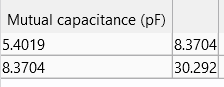 Mutual capacitance (pF)
5.4019 8.3704
8.3704 30.292